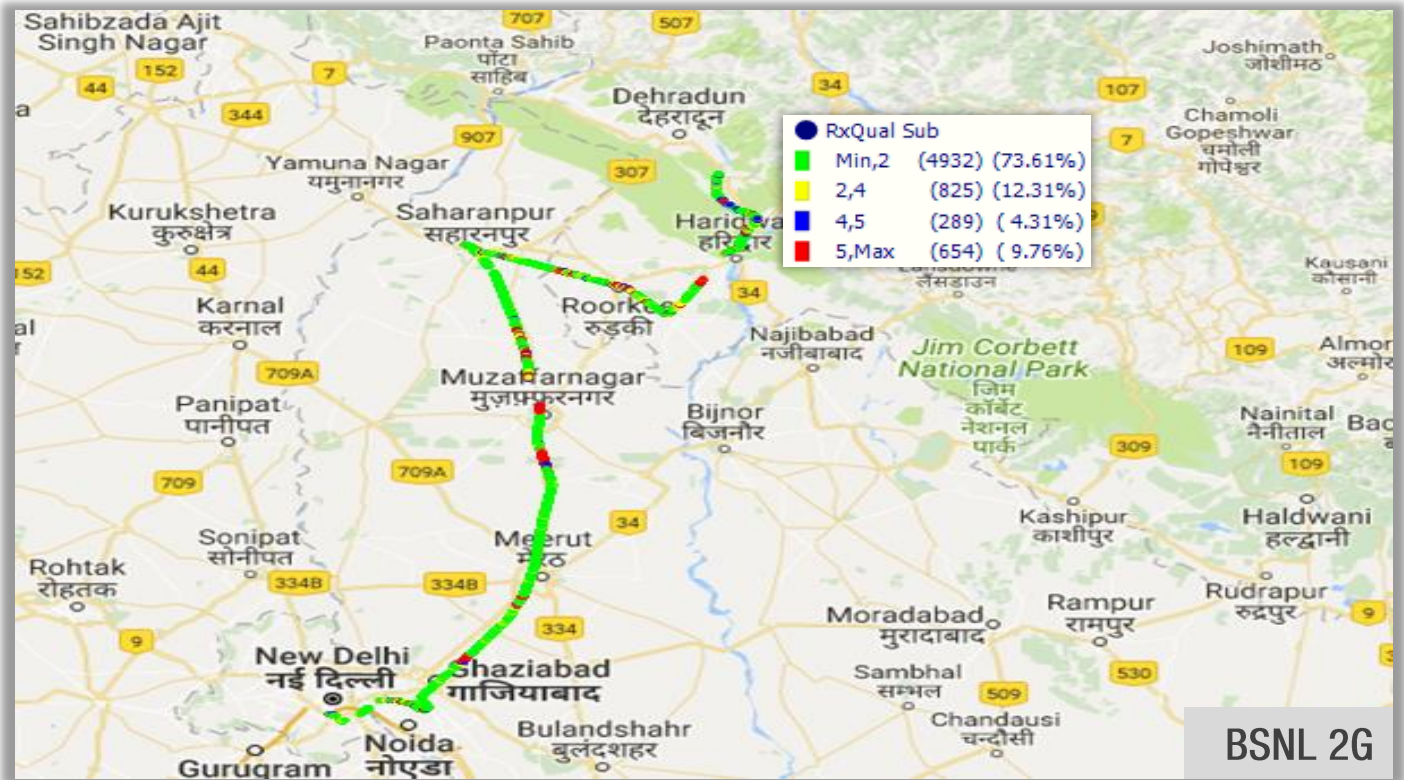 Sahibzada Ajit
Singh Nagar
707
507
Paonta Sahib
पोंटा
साहिब
Joshimath
जोशीमठ
152
7
44
34
107
344
Dehradun
देहरादून
Chamoli
Gopeshwar
चमोली
गोपेश्वर
7
RxQual Sub
Min,2 (4932) (73.61%)
2,4 (825) (12.31%)
4,5 (289) ( 4.31%)
5,Max (654) ( 9.76%)
907
Yamuna Nagar
यमुनानगर
307
Kurukshetra
कुरुक्षेत्र
Saharanpur
सहारनपुर
44
152
34
Kausani
कौसानी
लैंसडाउन
Karnal
करनाल
रुड़की
Najibabad
नजीबाबाद
Jim Corbett
National Park
जिम
कॉर्बेट
नेशनल
पार्क
109
709A
Muzaffarnagar
मुज़फ़्फ़रनगर
Panipat
पानीपत
Bijnor
बिजनौर
Nainital
नैनीताल
309
109
709A
709
34
Kashipur
काशीपुर
Haldwani
हल्द्वानी
Sonipat
सोनीपत
Meerut
Rohtak
रोहतक
334B
334B
Rudrapur
रुद्रपुर
9
Moradabad
मुरादाबाद
Rampur
रामपुर
334
9
New Delhi
नई दिल्ली
Ghaziabad
गाजियाबाद
Sambhal
सम्भल
530
509
Chandausi
चन्दौसी
Noida
नोएडा
Bulandshahr
बुलंदशहर
Gurugram
BSNL 2G